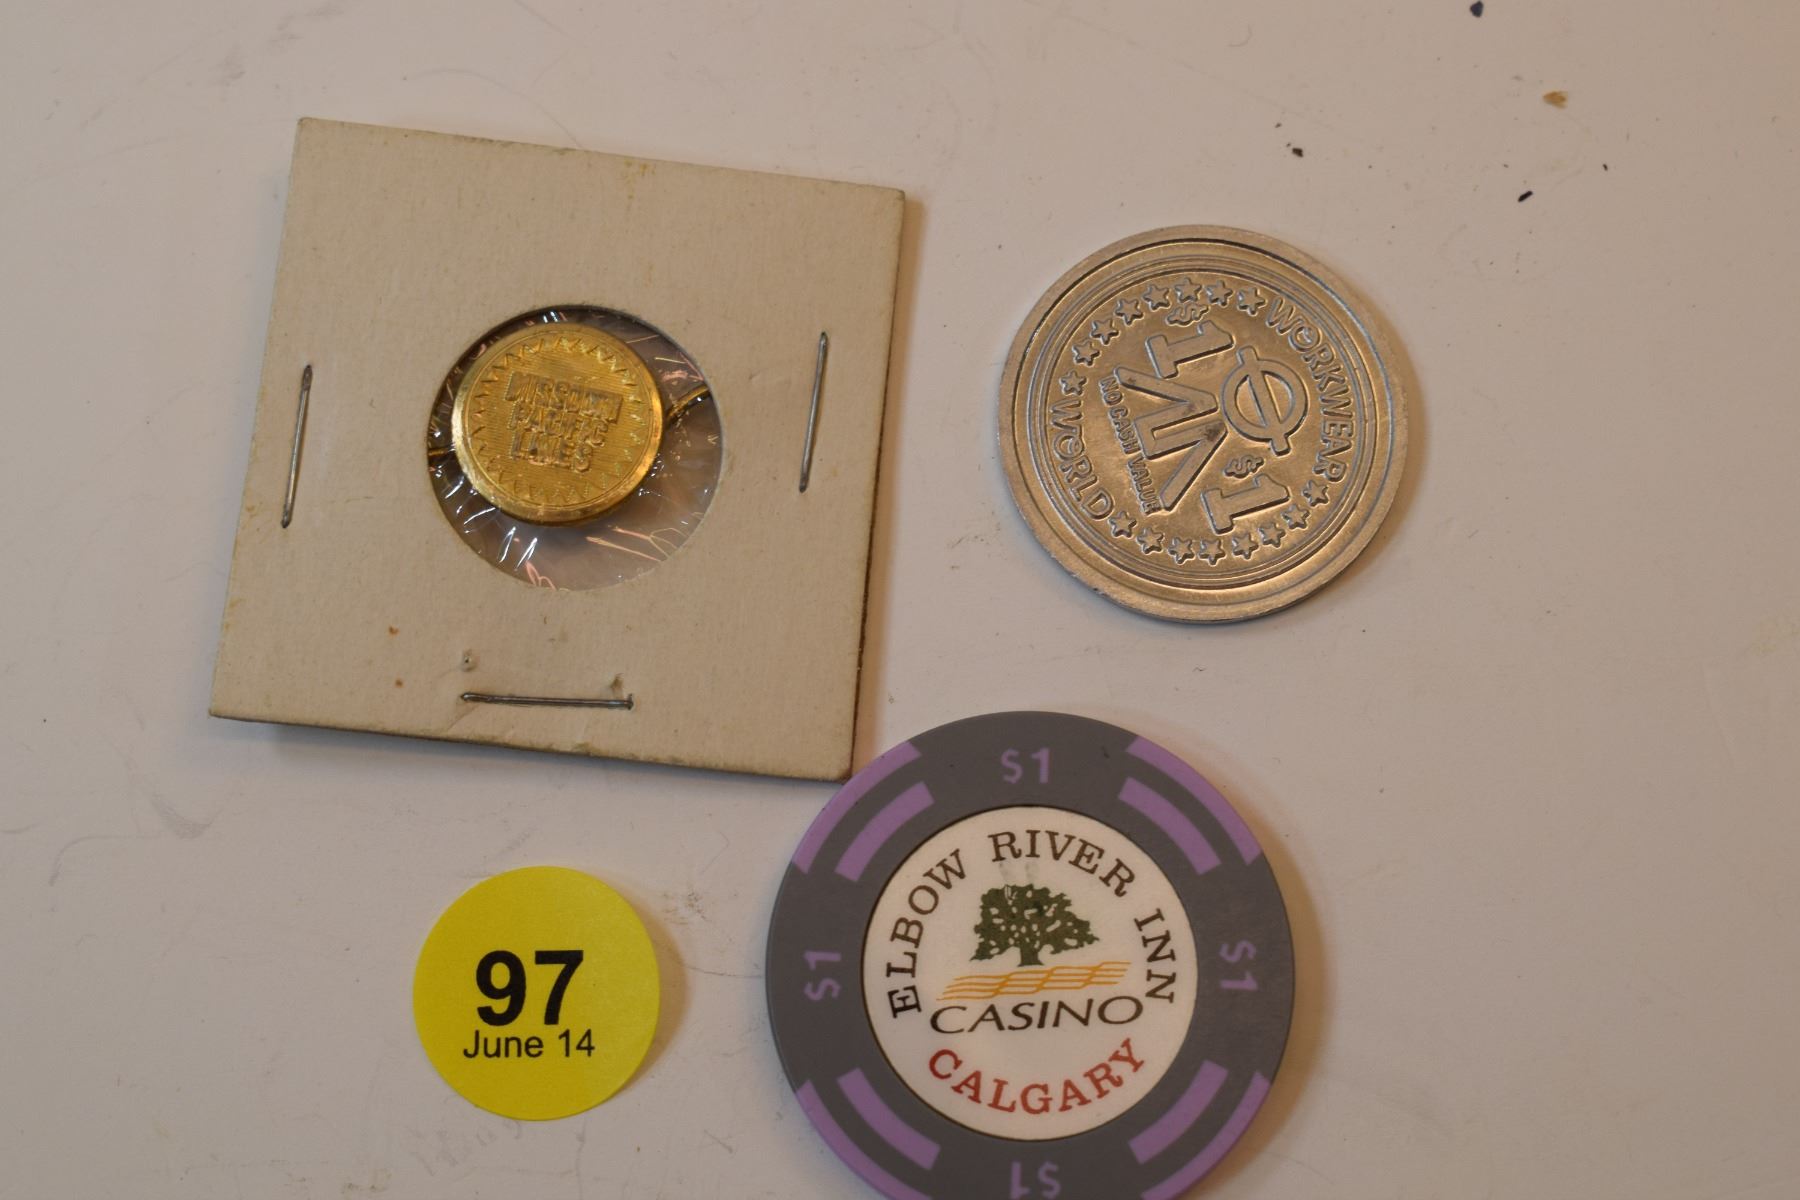 MISSOURI
PACIFIC
LINES
WORKWEAR
WORLD
$1
$1
NO CASH VALUE
$1
$1
$1
$1
ELBOW RIVER INN
CASINO
CALGARY
97
June 14